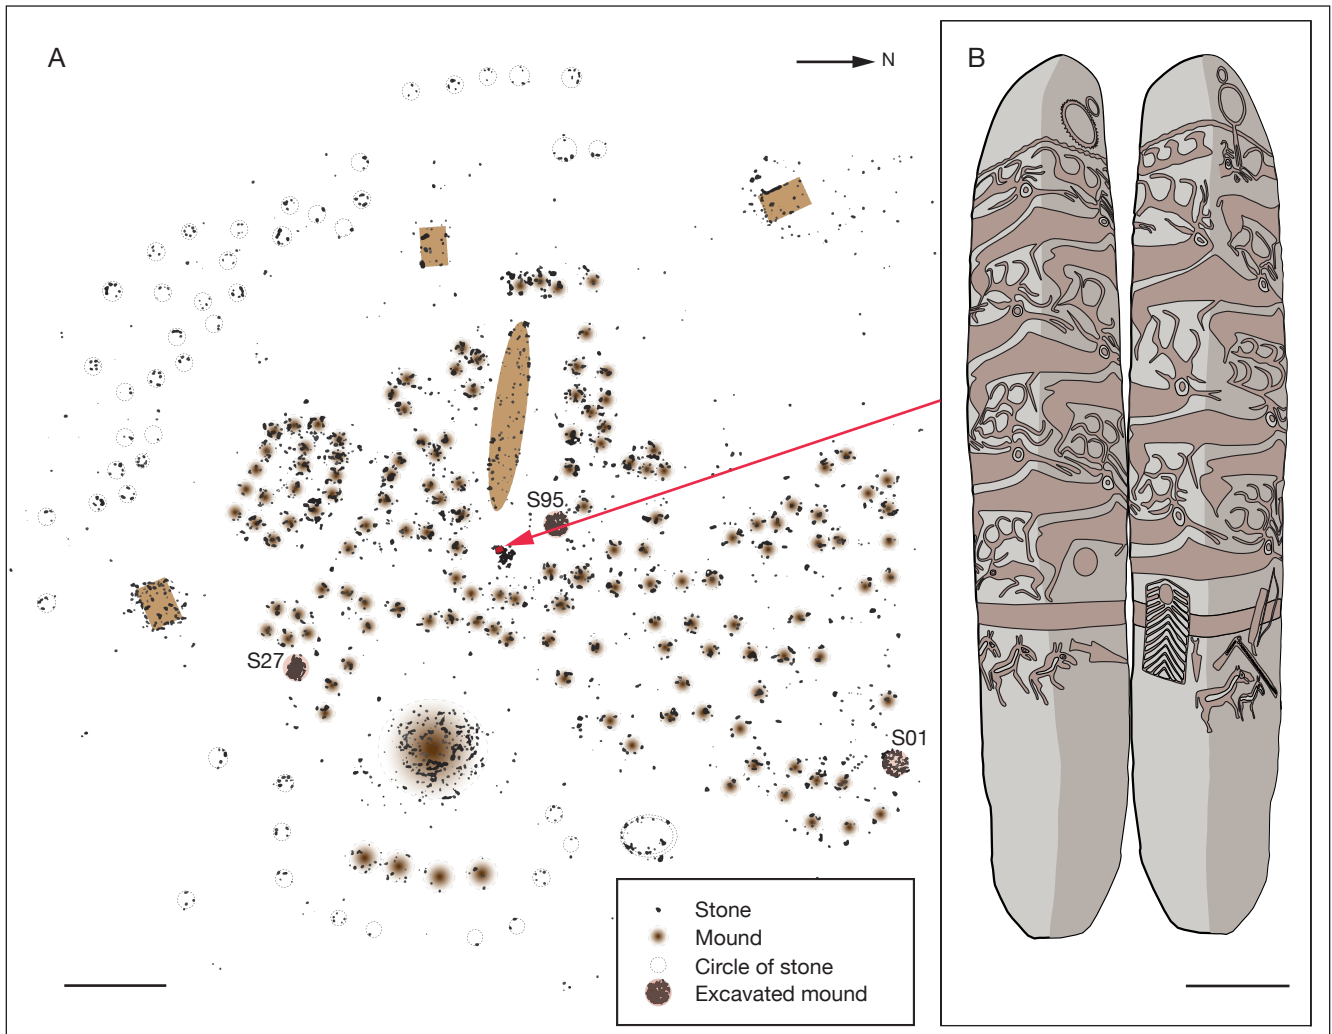 A
N
B
S95
S27
S01
Stone
Mound
Circle of stone
Excavated mound